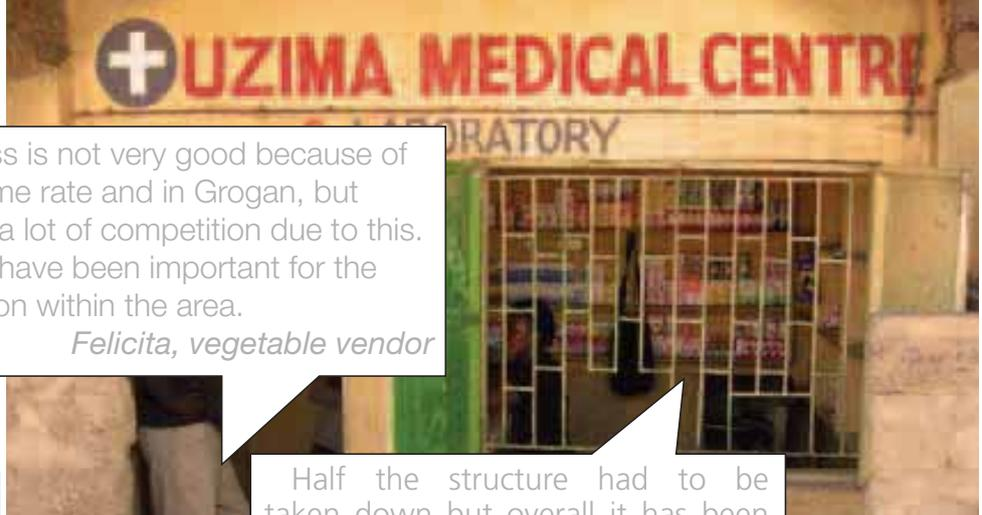 UZIMA MEDICAL CENTRE
LABORATORY
ss is not very good because of
me rate and in Grogan, but
a lot of competition due to this.
have been important for the
on within the area.
Felicita, vegetable vendor
Half the structure had to be
taken down but overall it has been